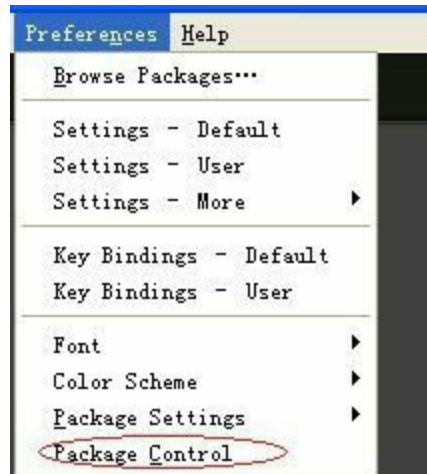 Preferences Help
Browse Packages…
Settings - Default
Settings - User
Settings - More
Key Bindings - Default
Key Bindings - User
Font
Color Scheme
Package Settings
Package Control